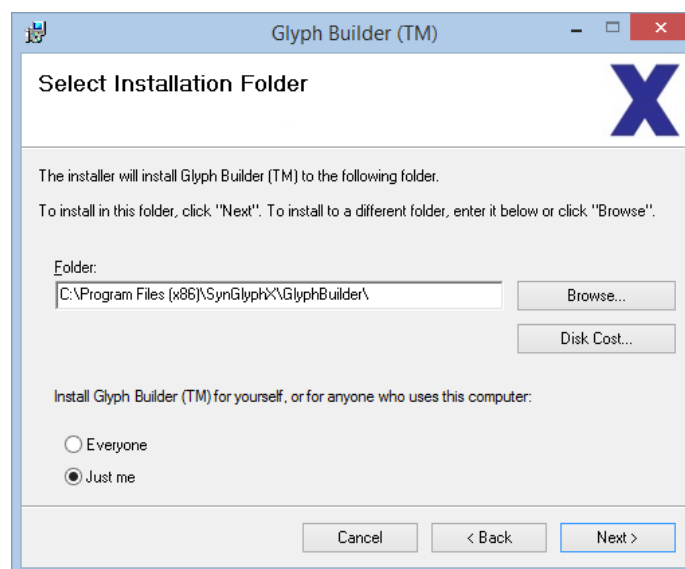 Glyph Builder (TM)
Select Installation Folder
X
The installer will install Glyph Builder (TM) to the following folder.
To install in this folder, click "Next". To install to a different folder, enter it below or click "Browse".
Folder:
C:\Program Files (x86)\SynGlyphX\GlyphBuilder\
Browse...
Disk Cost...
Install Glyph Builder (TM) for yourself, or for anyone who uses this computer:
Everyone
Just me
Cancel
< Back
Next >